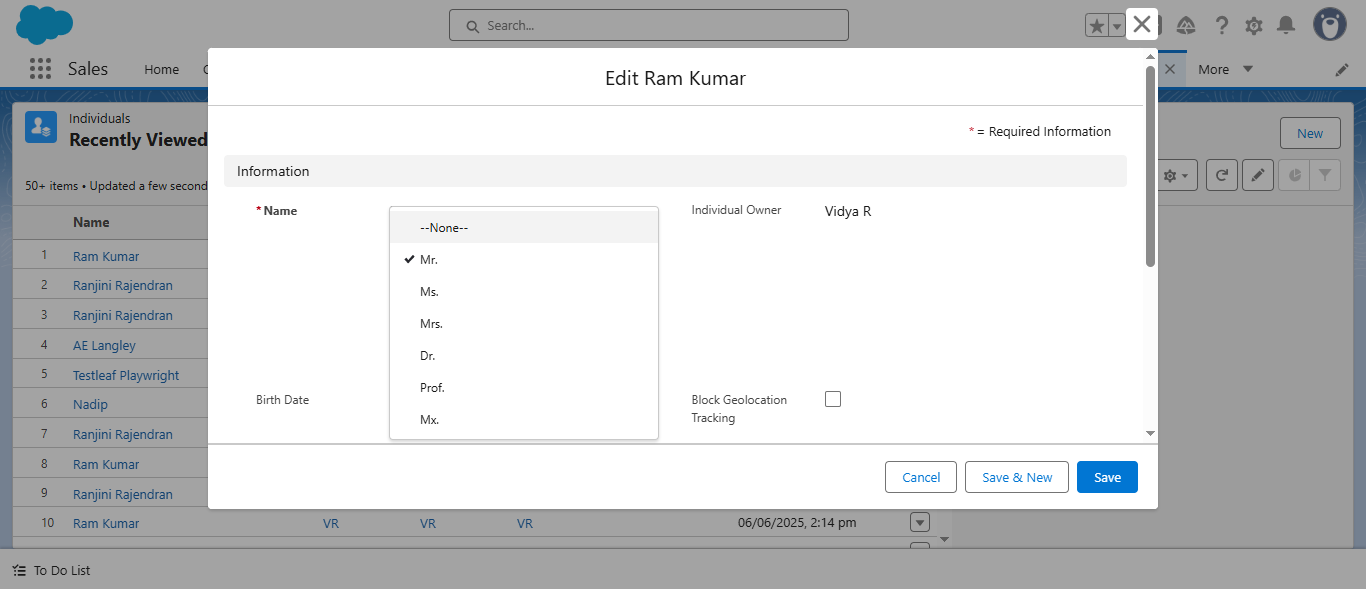 Search...
Sales
Home
More
Individuals
Recently Viewed
New
50+ items • Updated a few second
Name
1 Ram Kumar
2 Ranjini Rajendran
3 Ranjini Rajendran
4 AE Langley
5 Testleaf Playwright
6 Nadip
7 Ranjini Rajendran
8 Ram Kumar
9 Ranjini Rajendran
10 Ram Kumar VR VR VR 06/06/2025, 2:14 pm
Edit Ram Kumar
* = Required Information
Information
* Name
--None--
Mr.
Ms.
Mrs.
Dr.
Prof.
Mx.
Individual Owner Vidya R
Birth Date
Block Geolocation
Tracking
Cancel
Save & New
Save
To Do List